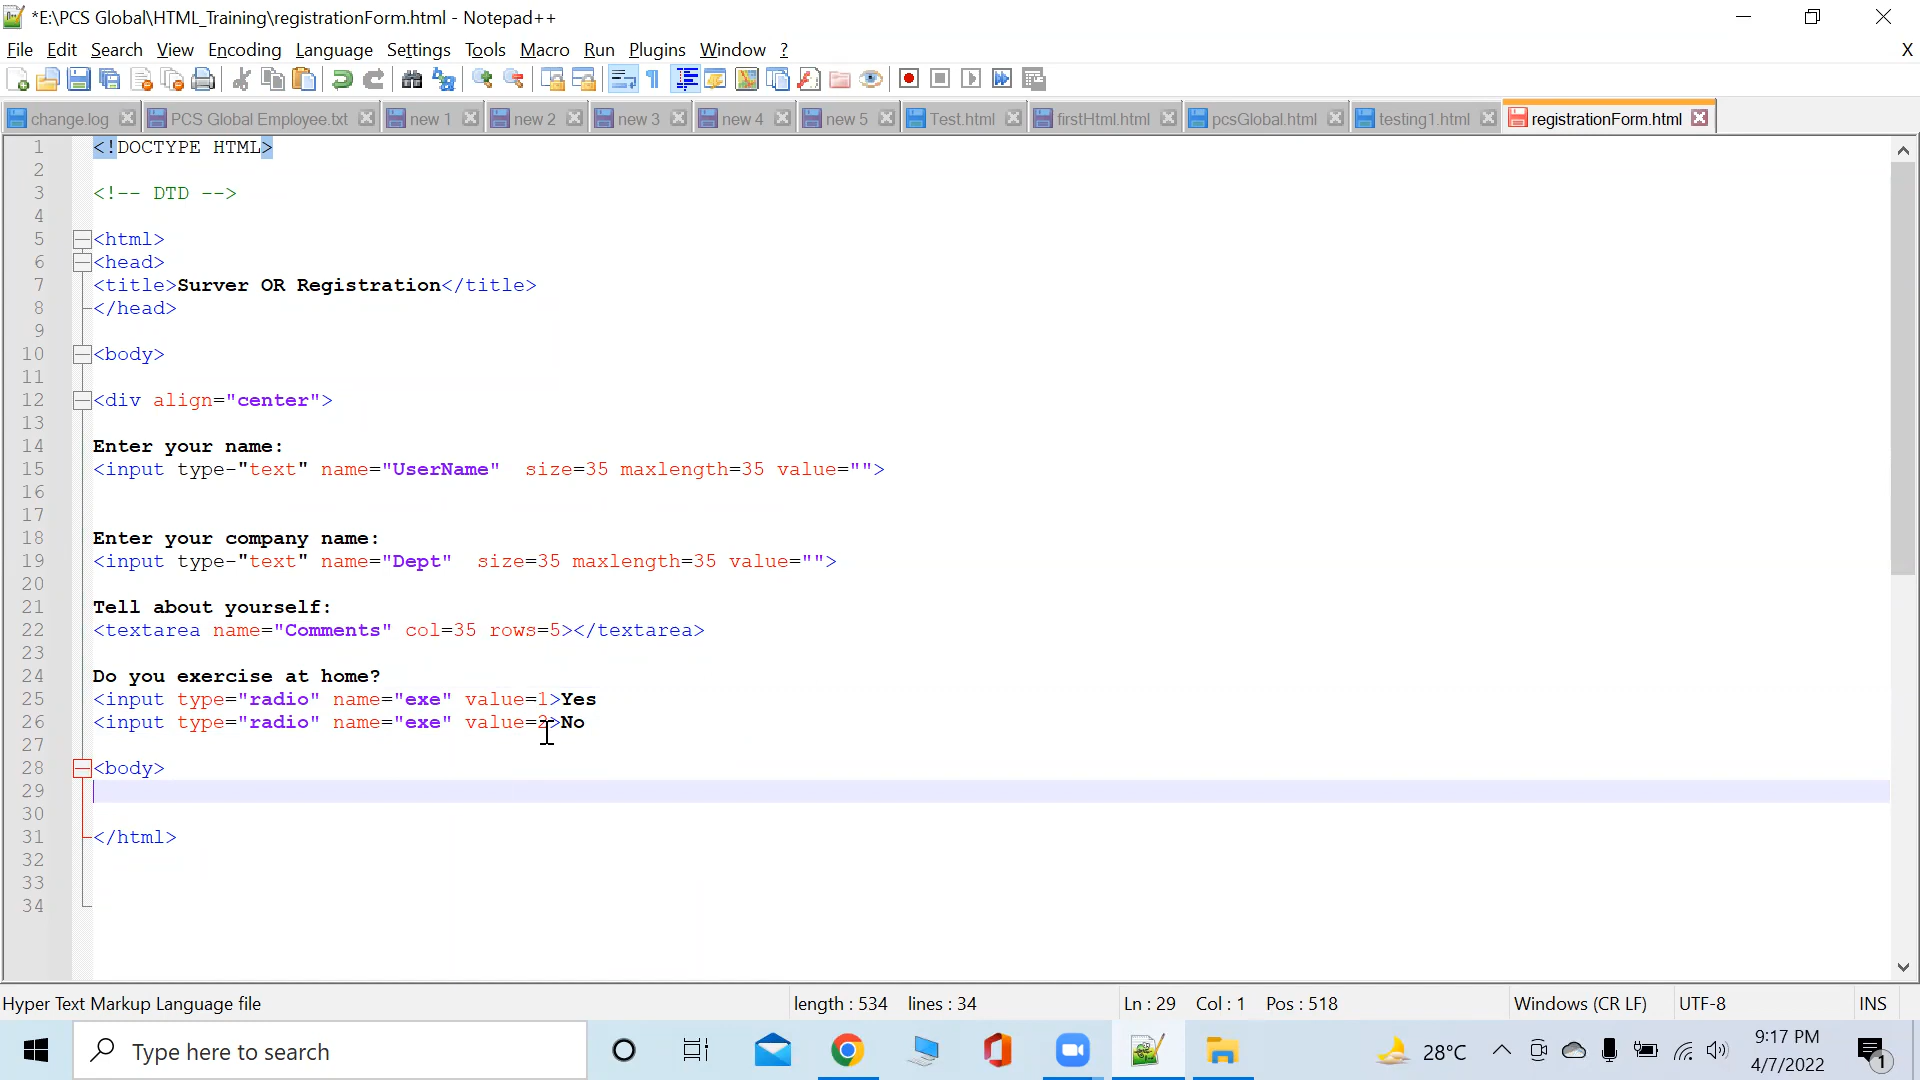 *E:\PCS Global\HTML_Training\registrationForm.html - Notepad++
File Edit Search View Encoding Language Settings Tools Macro Run Plugins Window ? X
change.log PCS Global Employee.txt new 1 new 2 new 3 new 4 new 5 Test.html firstHtml.html pcsGlobal.html testing1.html registrationForm.html
1 <!DOCTYPE HTML>
2
3 <!-- DTD -->
4
5 <html>
6 <head>
7 <title>Surver OR Registration</title>
8 </head>
9
10 <body>
11
12 <div align="center">
13
14 Enter your name:
15 <input type-"text" name="UserName"  size=35 maxlength=35 value="">
16
17
18 Enter your company name:
19 <input type-"text" name="Dept"  size=35 maxlength=35 value="">
20
21 Tell about yourself:
22 <textarea name="Comments" col=35 rows=5></textarea>
23
24 Do you exercise at home?
25 <input type="radio" name="exe" value=1>Yes
26 <input type="radio" name="exe" value=2>No
27
28 <body>
29
30
31 </html>
32
33
34
Hyper Text Markup Language file length : 534 lines : 34 Ln : 29 Col : 1 Pos : 518 Windows (CR LF) UTF-8 INS
Type here to search 28°C 9:17 PM
4/7/2022 1